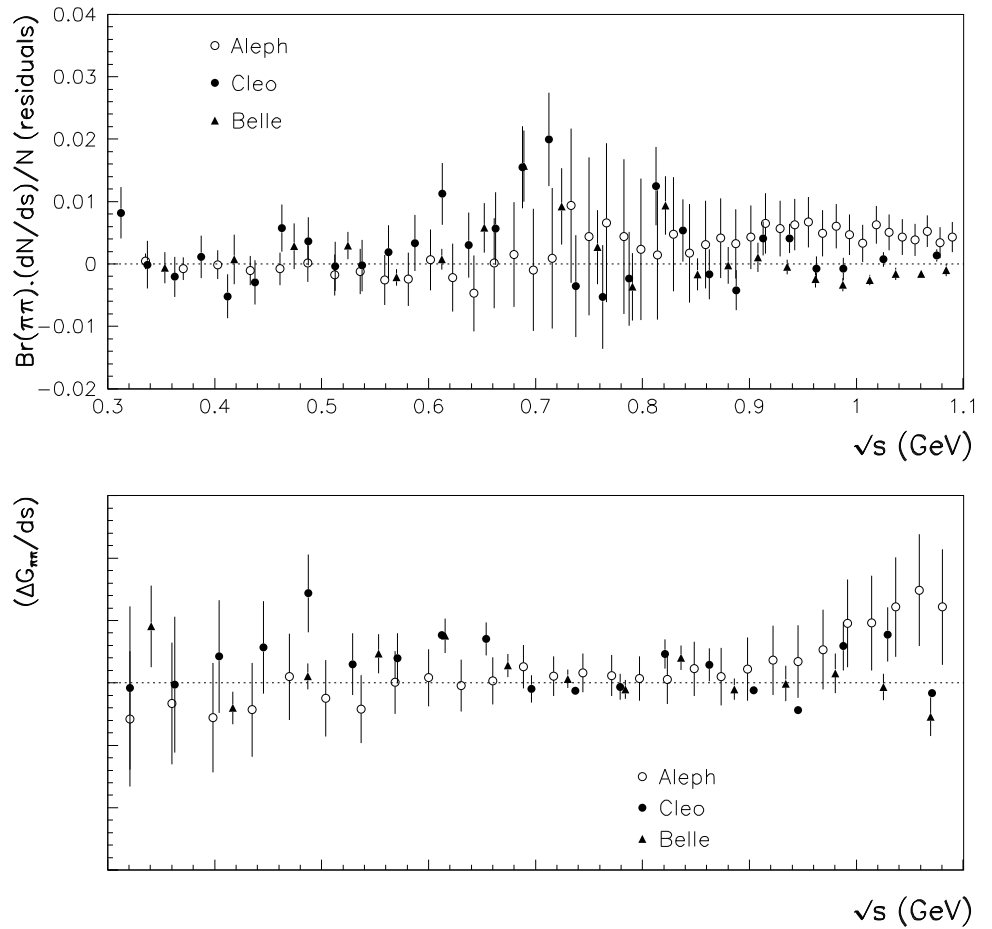 Br(ππ).(dN/ds)/N (residuals)
0.04
0.03
0.02
0.01
0
−0.01
−0.02
Aleph
Cleo
Belle
0.3 0.4 0.5 0.6 0.7 0.8 0.9 1 1.1
√s (GeV)
(ΔGππ/ds)
Aleph
Cleo
Belle
√s (GeV)